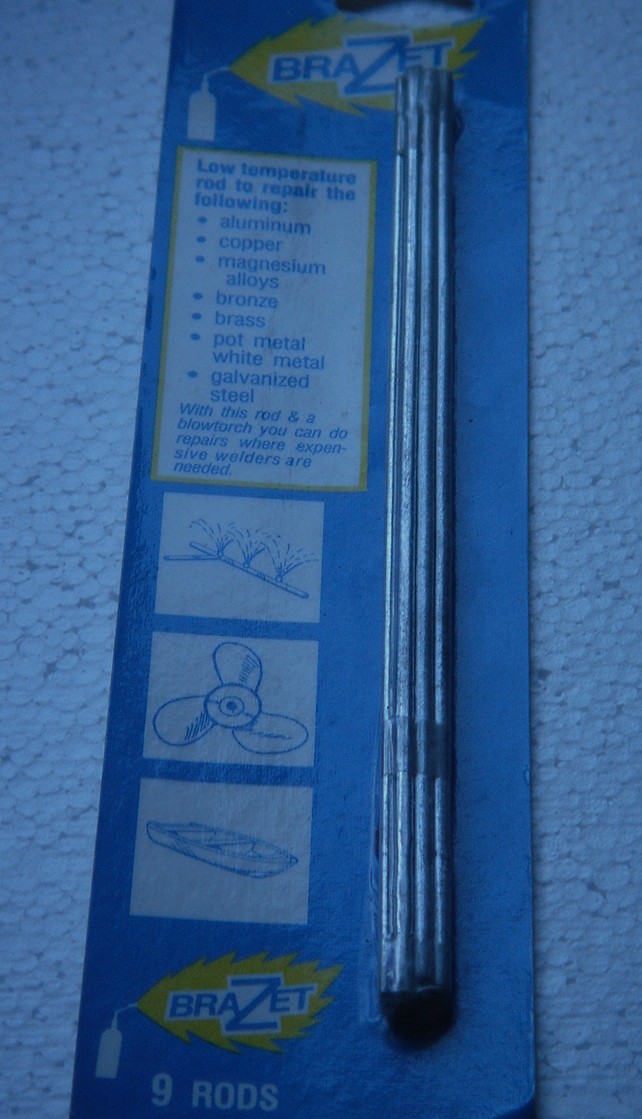 BRAZET
Low temperature
rod to repair the
following:
• aluminum
• copper
• magnesium
alloys
• bronze
• brass
• pot metal
white metal
• galvanized
steel
With this rod & a
blowtorch you can do
repairs where expen-
sive welders are
needed.
BRAZET
9 RODS